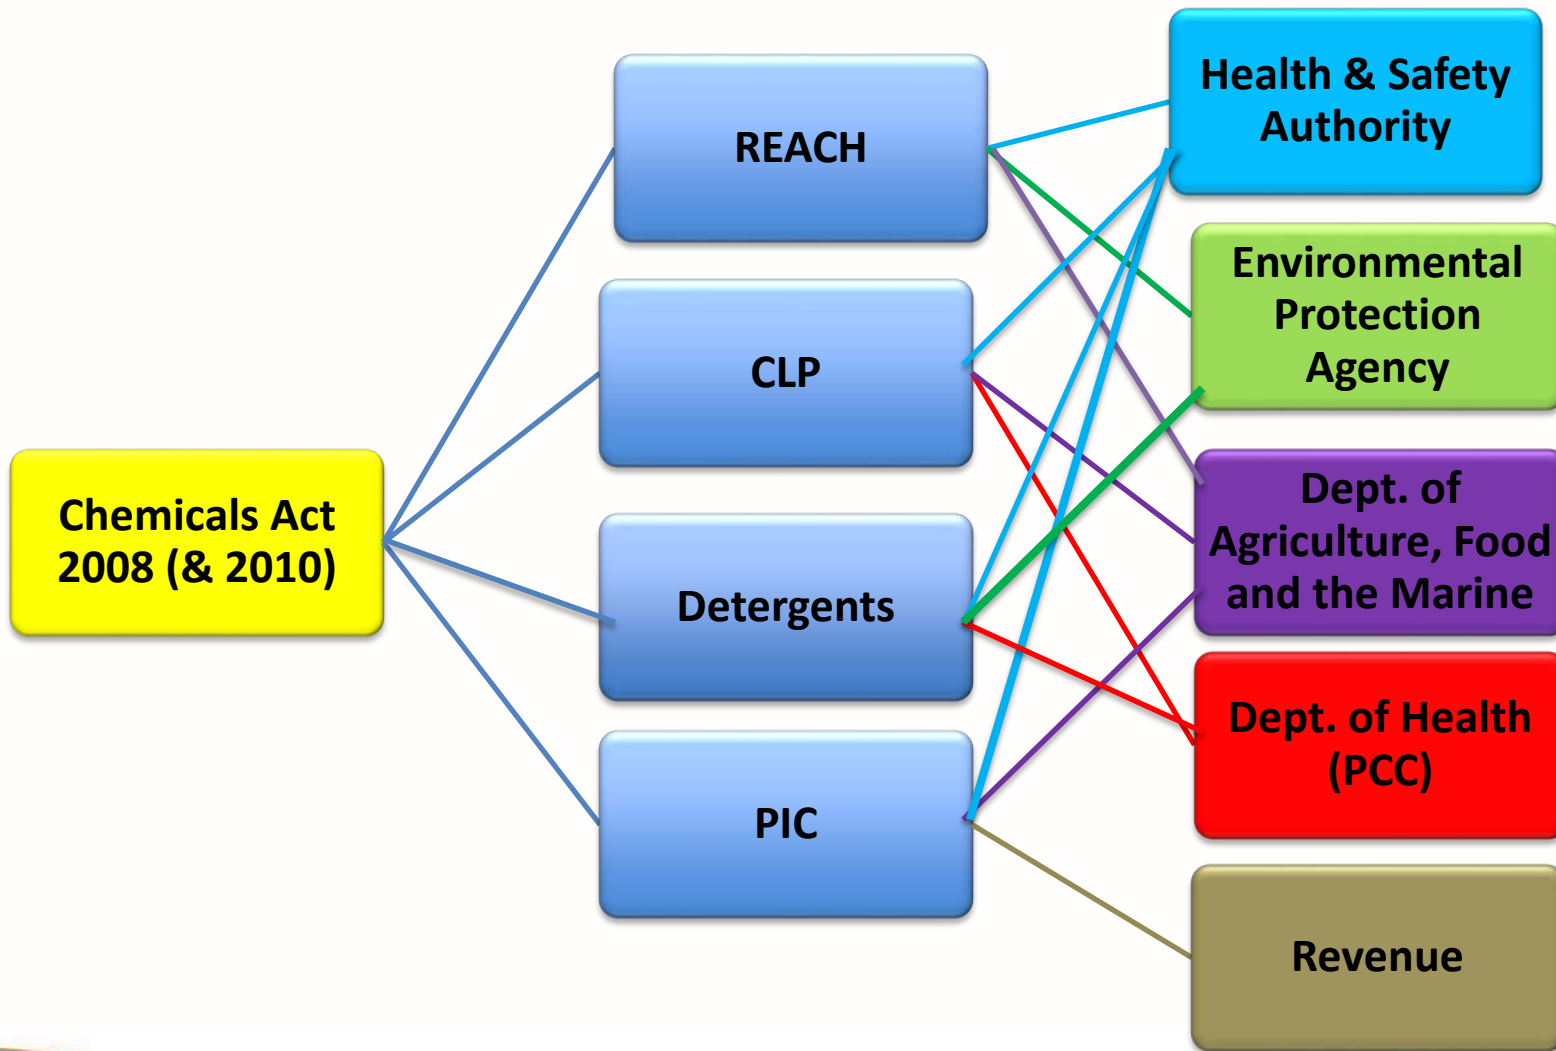 Chemicals Act
2008 (& 2010)
REACH
CLP
Detergents
PIC
Health & Safety
Authority
Environmental
Protection
Agency
Dept. of
Agriculture, Food
and the Marine
Dept. of Health
(PCC)
Revenue